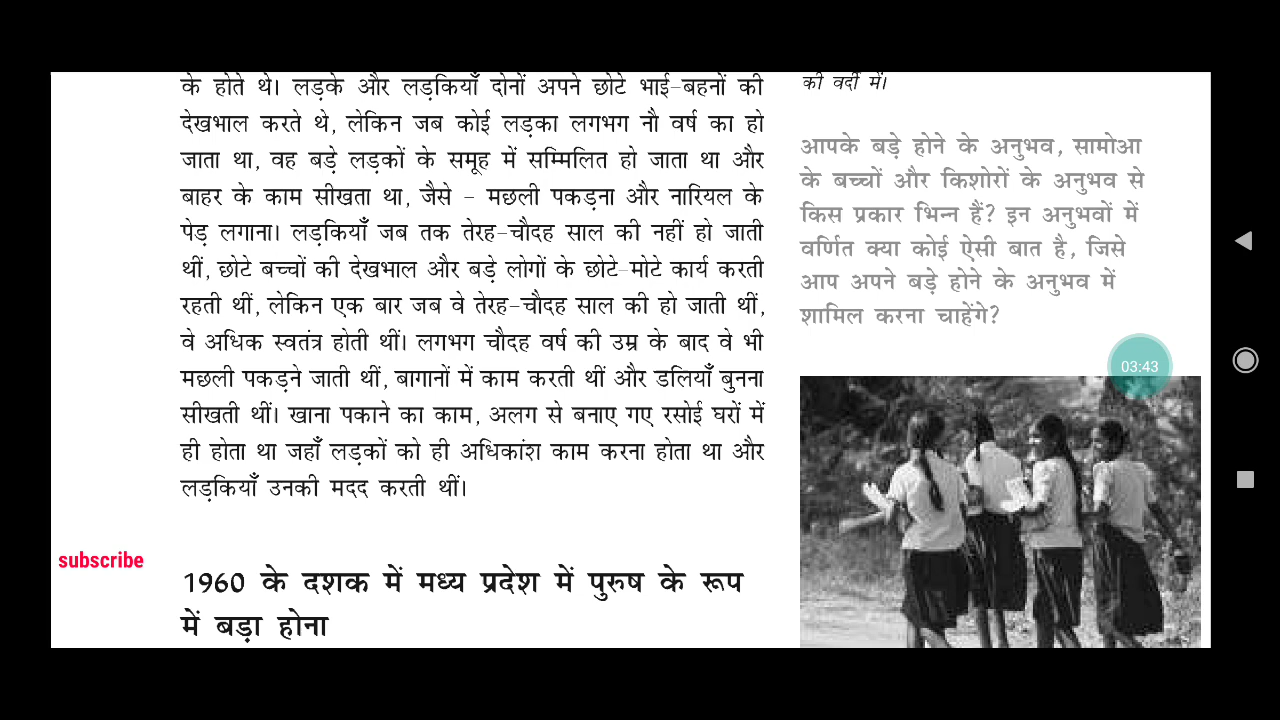 के होते थे। लड़के और लड़कियाँ दोनों अपने छोटे भाई-बहनों की
देखभाल करते थे, लेकिन जब कोई लड़का लगभग नौ वर्ष का हो
जाता था, वह बड़े लड़कों के समूह में सम्मिलित हो जाता था और
बाहर के काम सीखता था, जैसे – मछली पकड़ना और नारियल के
पेड़ लगाना। लड़कियाँ जब तक तेरह-चौदह साल की नहीं हो जाती
थीं, छोटे बच्चों की देखभाल और बड़े लोगों के छोटे-मोटे कार्य करती
रहती थीं, लेकिन एक बार जब वे तेरह-चौदह साल की हो जाती थीं,
वे अधिक स्वतंत्र होती थीं। लगभग चौदह वर्ष की उम्र के बाद वे भी
मछली पकड़ने जाती थीं, बागानों में काम करती थीं और डलियाँ बुनना
सीखती थीं। खाना पकाने का काम, अलग से बनाए गए रसोई घरों में
ही होता था जहाँ लड़कों को ही अधिकांश काम करना होता था और
लड़कियाँ उनकी मदद करती थीं।
subscribe
1960 के दशक में मध्य प्रदेश में पुरुष के रूप
में बड़ा होना
की वर्दी में।
आपके बड़े होने के अनुभव, सामोआ
के बच्चों और किशोरों के अनुभव से
किस प्रकार भिन्न हैं? इन अनुभवों में
वर्णित क्या कोई ऐसी बात है, जिसे
आप अपने बड़े होने के अनुभव में
शामिल करना चाहेंगे?
03:43